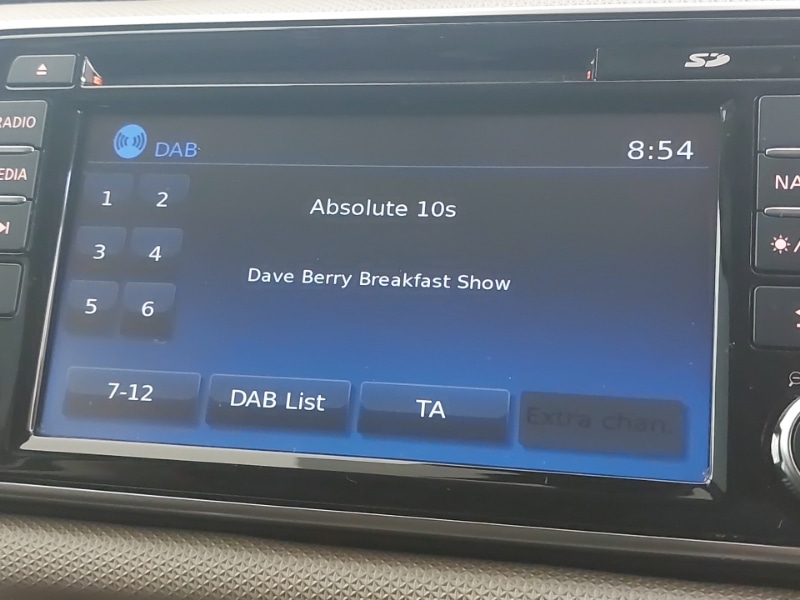 SD
RADIO
DAB
8:54
MEDIA
1 2
Absolute 10s
NA
3 4
Dave Berry Breakfast Show
5 6
7-12
DAB List
TA
Extra chan.